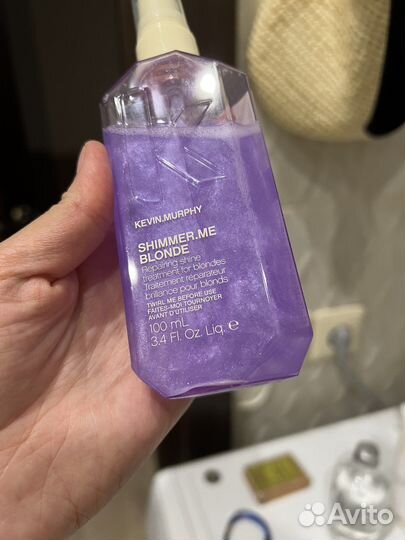 KEVIN.MURPHY
SHIMMER.ME
BLONDE
Repairing shine
treatment for blondes
Traitement réparateur
brillance pour blonds
TWIRL ME BEFORE USE
FAITES-MOI TOURNOYER
AVANT D'UTILISER
100 mL
3.4 Fl. Oz. Liq. e
Avito